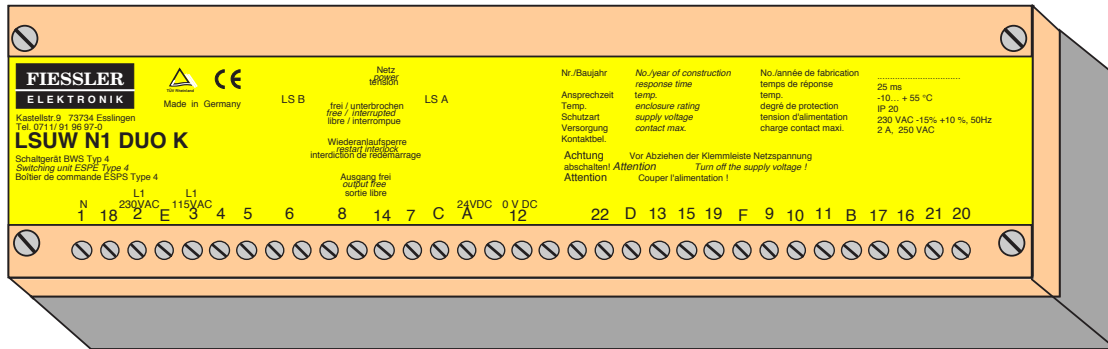 FIESSLER
ELEKTRONIK
TÜV Rheinland
CE
Made in Germany
Kastellstr.9 73734 Esslingen
Tel. 0711/ 91 96 97-0
LSUW N1 DUO K
Schaltgerät BWS Typ 4
Switching unit ESPE Type 4
Boîtier de commande ESPS Type 4
Netz
power
tension
LS B
LS A
frei / unterbrochen
free / interrupted
libre / interrompue
Wiederanlaufsperre
restart interlock
interdiction de redémarrage
Ausgang frei
output free
sortie libre
Nr./Baujahr No./year of construction No./année de fabrication ................................
response time temps de réponse 25 ms
Ansprechzeit temp. temp. -10... + 55 °C
Temp. enclosure rating degré de protection IP 20
Schutzart supply voltage tension d'alimentation 230 VAC -15% +10 %, 50Hz
Versorgung contact max. charge contact maxi. 2 A, 250 VAC
Kontaktbel.
Achtung Vor Abziehen der Klemmleiste Netzspannung
abschalten! Attention Turn off the supply voltage !
Attention Couper l'alimentation !
L1 L1
N 230VAC 115VAC 24VDC 0 V DC
1 18 2 E 3 4 5 6 8 14 7 C A 12 22 D 13 15 19 F 9 10 11 B 17 16 21 20